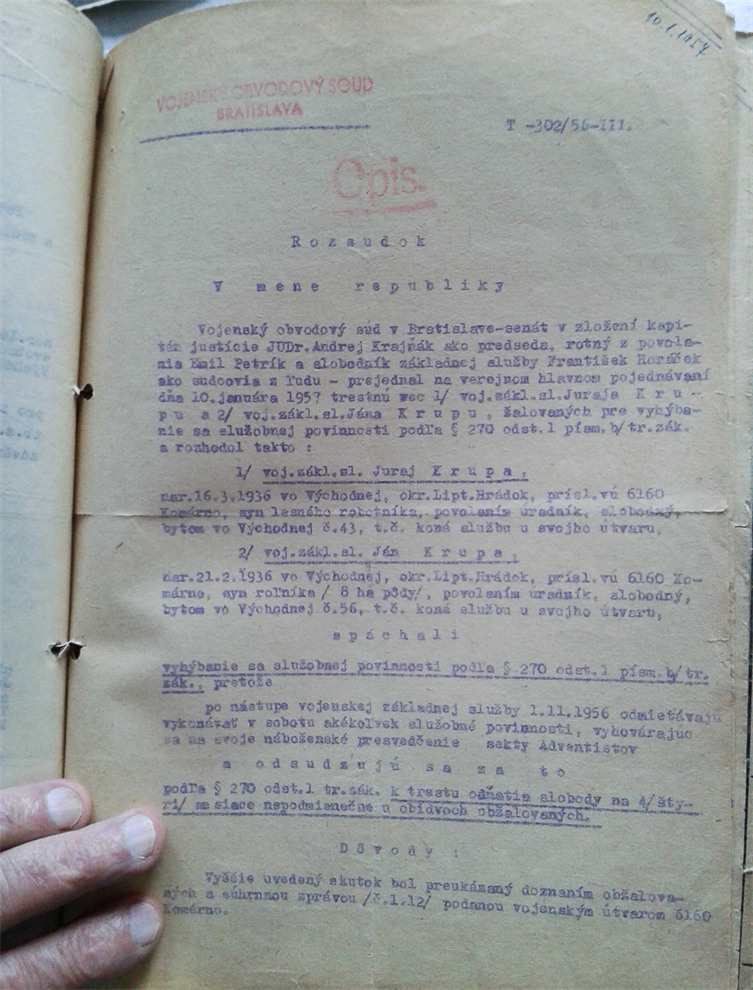 10.1.1957
VOJENSKÝ OBVODOVÝ SOUD
BRATISLAVA
T -302/56-III.
Opis.
Rozsudok
V mene republiky
Vojenský obvodový súd v Bratislave-senát v zložení kapi-
tán justície JUDr.Andrej Krajňák ako predseda, rotný z povola-
nia Emil Petrík a slobodník základnej služby František Horáček
ako sudcovia z ľudu - prejednal na verejnom hlavnom pojednávaní
dňa 10.januára 1957 trestnú vec 1/ voj.zákl.sl.Juraja K r u -
p u a 2/ voj.zákl.sl.Jána K r u p u , žalovaných pre vyhýba-
nie sa služobnej povinnosti podľa § 270 odst.1 písm.b/tr.zák.
a rozhodol takto :
1/ voj.zákl.sl. Juraj K r u p a ,
nar.16.3.1936 vo Východnej, okr.Lipt.Hrádok, prísl.vú 6160
Komárno, syn lesného robotníka, povolaním úradník, slobodný,
bytom vo Východnej č.43, t.č. koná službu u svojho útvaru,
2/ voj.zákl.sl. Ján K r u p a ,
nar.21.2.1936 vo Východnej, okr.Lipt.Hrádok, prísl.vú 6160 Ko-
márno, syn roľníka / 8 ha pôdy/, povolaním úradník, slobodný,
bytom vo Východnej č.56, t.č. koná službu u svojho útvaru,
s p á c h a l i
vyhýbanie sa služobnej povinnosti podľa § 270 odst.1 písm.b/tr.
zák., pretože
po nástupe vojenskej základnej služby 1.11.1956 odmietávajú
vykonávať v sobotu akékoľvek služobné povinnosti, vyhovárajúc
sa na svoje náboženské presvedčenie sekty Adventistov
a o d s u d z u j ú s a z a t o
podľa § 270 odst.1 tr.zák. k trestu odňatia slobody na 4/šty-
ri/ mesiace nepodmienečne u obidvoch obžalovaných.
D ô v o d y :
Vyššie uvedený skutok bol preukázaný doznaním obžalova-
ných a súhrnnou zprávou /č.l.12/ podanou vojenským útvarom 6160
Komárno.